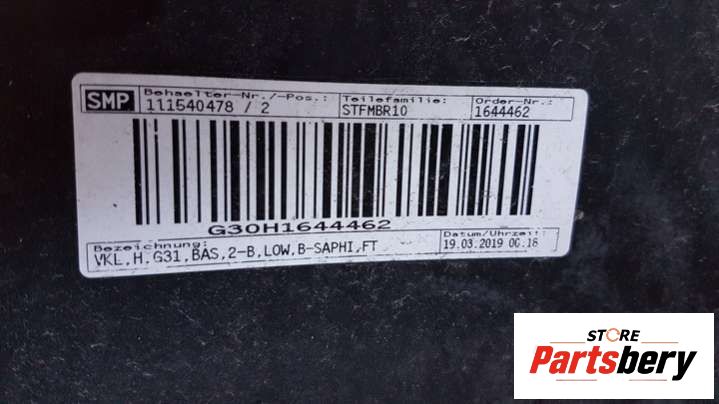 SMP
Behaelter-Nr./-Pos.:
111540478 / 2
Teilefamilie:
STFMBR10
Order-Nr.:
1644462
G30H1644462
Bezeichnung:
VKL,H,G31,BAS,2-B,LOW,B-SAPHI,FT
Datum/Uhrzeit:
19.03.2019 00.18
STORE
Partsbery